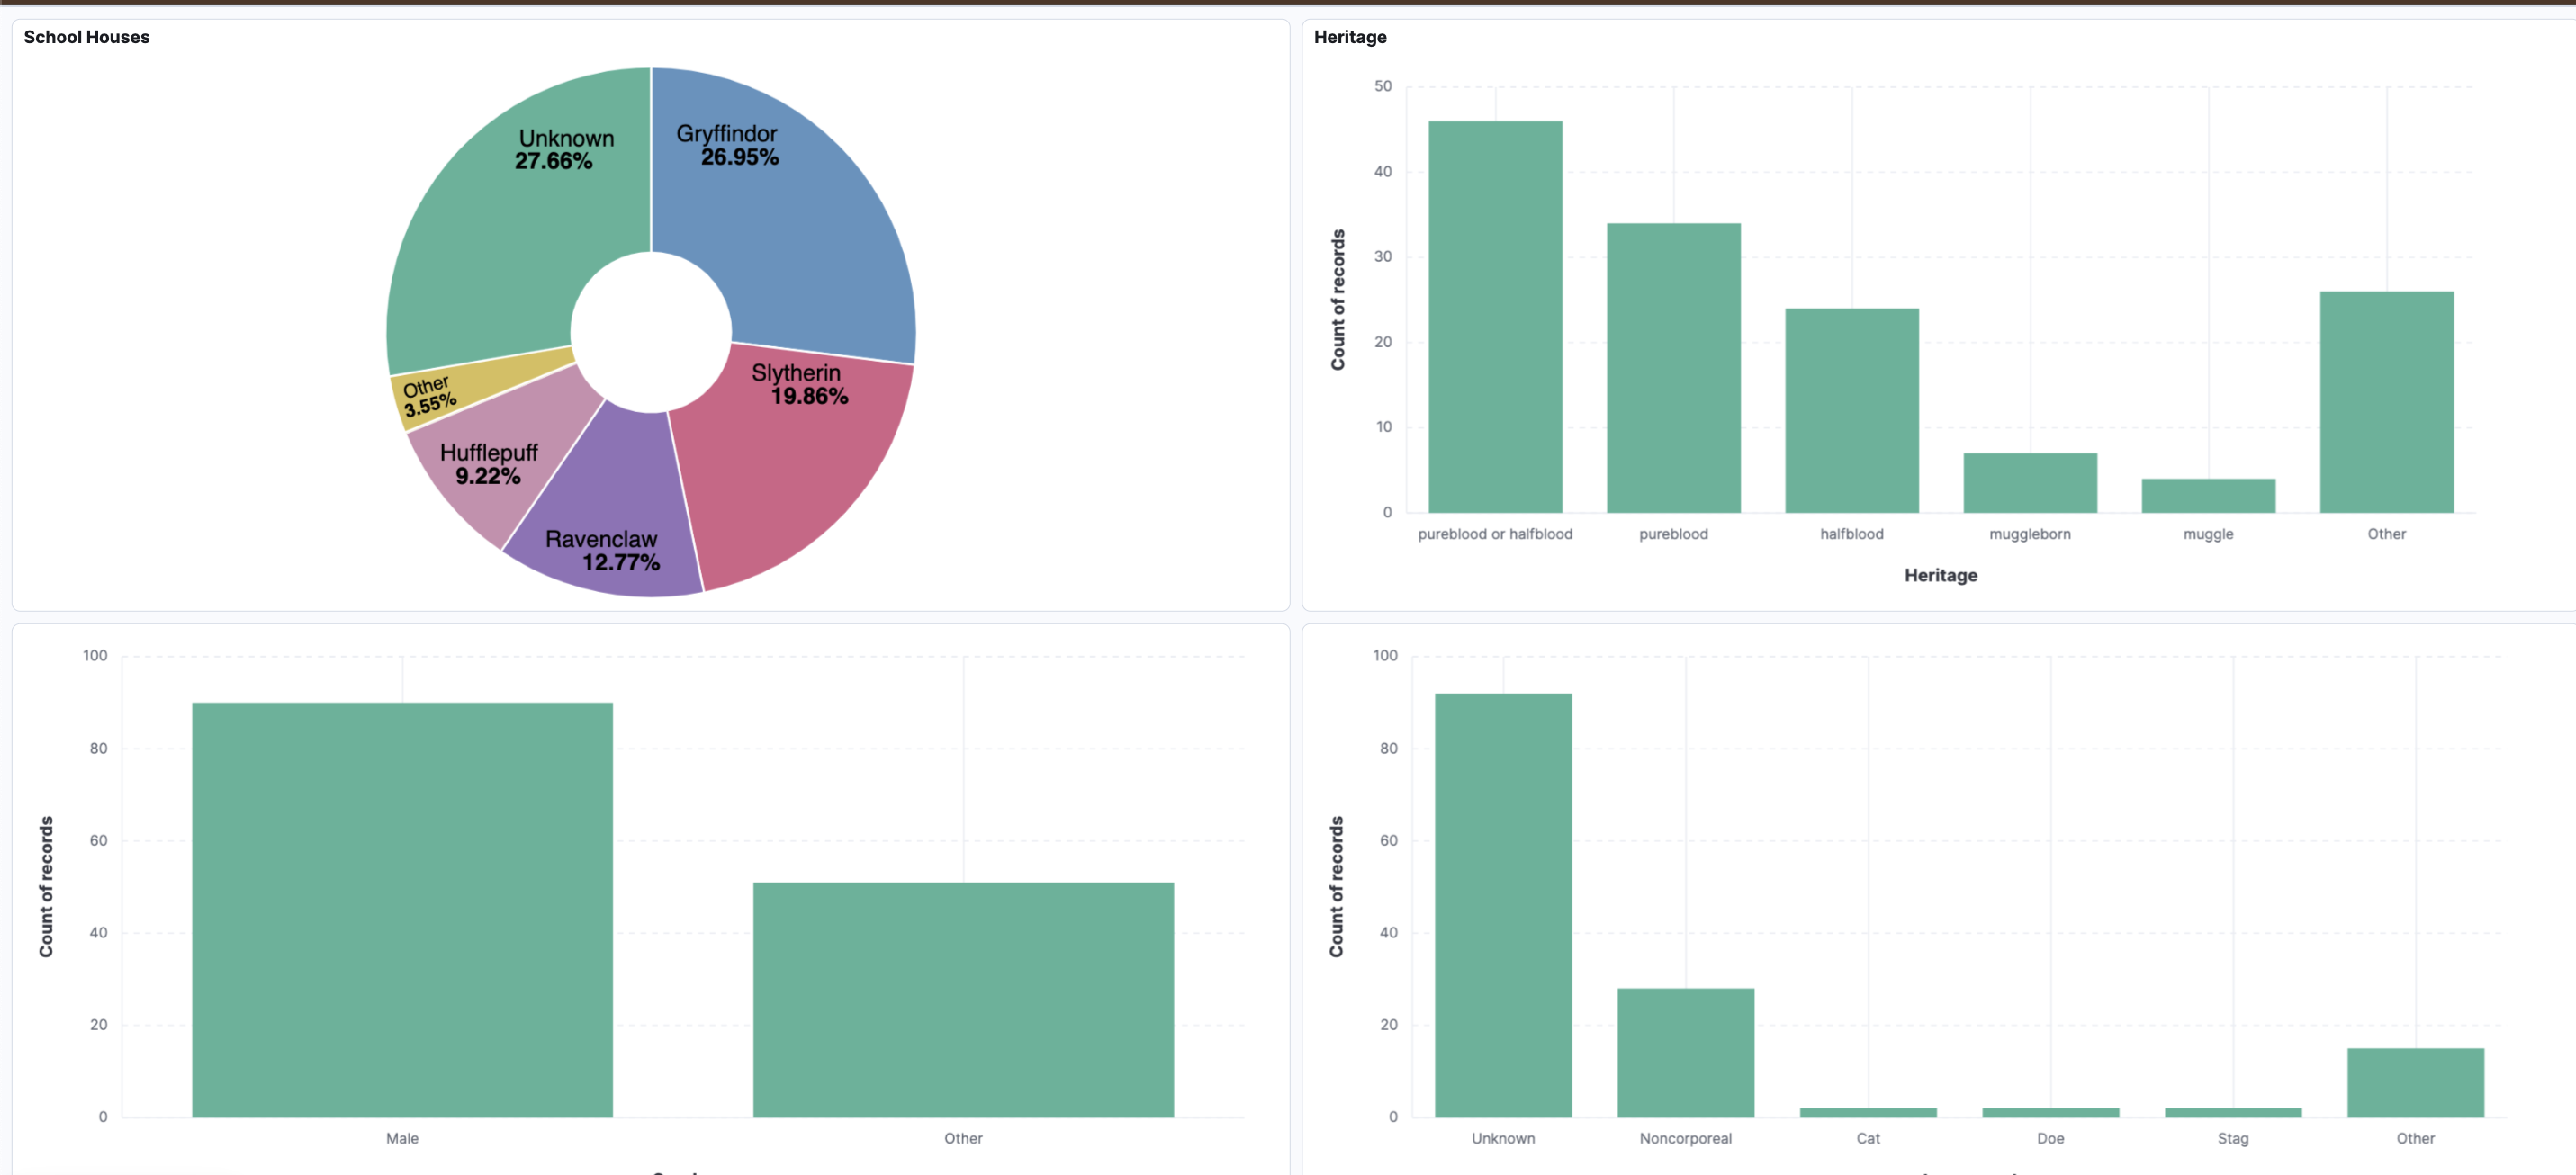 School Houses
Unknown
27.66%
Gryffindor
26.95%
Slytherin
19.86%
Other
3.55%
Hufflepuff
9.22%
Ravenclaw
12.77%
Heritage
50
40
30
20
10
0
Count of records
pureblood or halfblood
pureblood
halfblood
muggleborn
muggle
Other
Heritage
100
80
60
40
20
0
Count of records
Male
Other
100
80
60
40
20
0
Count of records
Unknown
Noncorporeal
Cat
Doe
Stag
Other